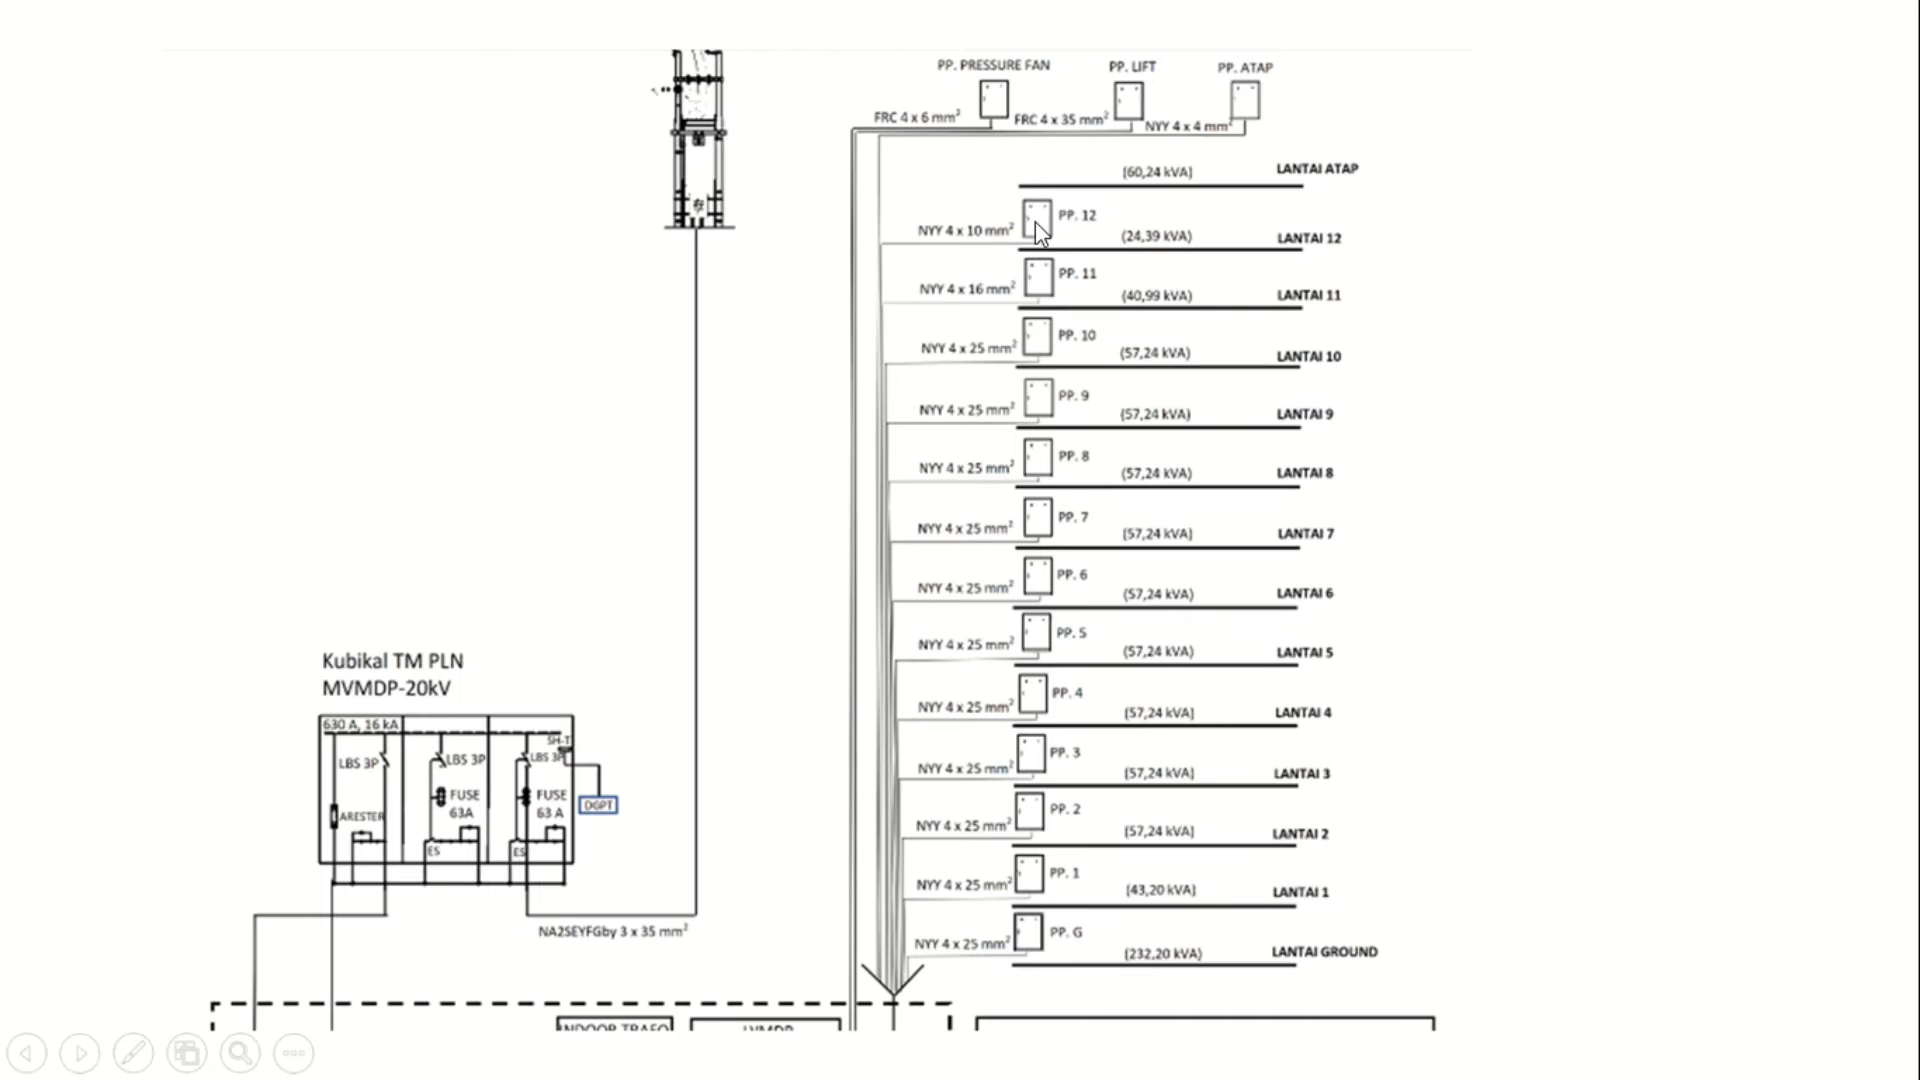 PP. PRESSURE FAN
PP. LIFT
PP. ATAP
FRC 4 x 6 mm²
FRC 4 x 35 mm²
NYY 4 x 4 mm²
(60,24 kVA)
LANTAI ATAP
NYY 4 x 10 mm²
PP. 12
(24,39 kVA)
LANTAI 12
NYY 4 x 16 mm²
PP. 11
(40,99 kVA)
LANTAI 11
NYY 4 x 25 mm²
PP. 10
(57,24 kVA)
LANTAI 10
NYY 4 x 25 mm²
PP. 9
(57,24 kVA)
LANTAI 9
NYY 4 x 25 mm²
PP. 8
(57,24 kVA)
LANTAI 8
NYY 4 x 25 mm²
PP. 7
(57,24 kVA)
LANTAI 7
NYY 4 x 25 mm²
PP. 6
(57,24 kVA)
LANTAI 6
NYY 4 x 25 mm²
PP. 5
(57,24 kVA)
LANTAI 5
NYY 4 x 25 mm²
PP. 4
(57,24 kVA)
LANTAI 4
NYY 4 x 25 mm²
PP. 3
(57,24 kVA)
LANTAI 3
NYY 4 x 25 mm²
PP. 2
(57,24 kVA)
LANTAI 2
NYY 4 x 25 mm²
PP. 1
(43,20 kVA)
LANTAI 1
NYY 4 x 25 mm²
PP. G
(232,20 kVA)
LANTAI GROUND
Kubikal TM PLN
MVMDP-20kV
630 A, 16 kA
SH-T
LBS 3P
LBS 3P
LBS 3P
FUSE
63A
FUSE
63 A
DGPT
ARESTER
ES
ES
NA2SEYFGby 3 x 35 mm²
INDOOR TRAFO
LVMDP